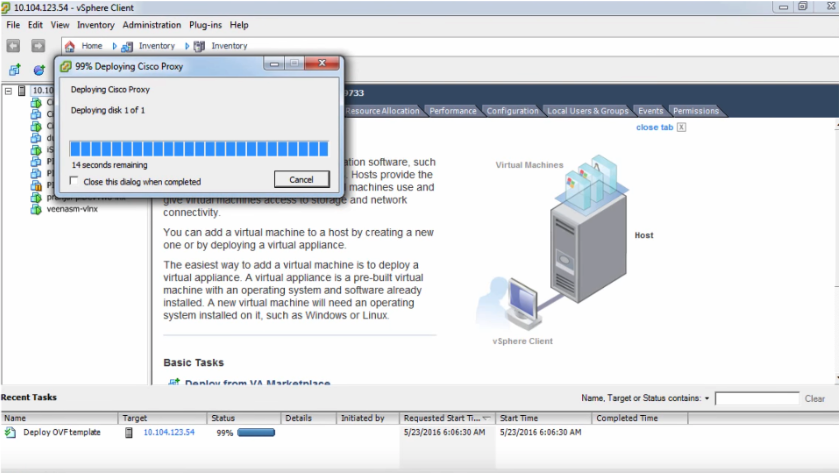 10.104.123.54 - vSphere Client
File Edit View Inventory Administration Plug-ins Help
Home Inventory Inventory
99% Deploying Cisco Proxy
Deploying Cisco Proxy
Deploying disk 1 of 1
14 seconds remaining
Close this dialog when completed
Cancel
10.10
veenasm-vlnx
9733
Resource Allocation Performance Configuration Local Users & Groups Events Permissions
close tab
ation software, such
Hosts provide the
machines use and
give virtual machines access to storage and network
connectivity.
You can add a virtual machine to a host by creating a new
one or by deploying a virtual appliance.
The easiest way to add a virtual machine is to deploy a
virtual appliance. A virtual appliance is a pre-built virtual
machine with an operating system and software already
installed. A new virtual machine will need an operating
system installed on it, such as Windows or Linux.
Basic Tasks
Deploy from VA Marketplace
Virtual Machines
Host
vSphere Client
Recent Tasks
Name, Target or Status contains: Clear
Name Target Status Details Initiated by Requested Start Ti... Start Time Completed Time
Deploy OVF template 10.104.123.54 99% 5/23/2016 6:06:30 AM 5/23/2016 6:06:30 AM